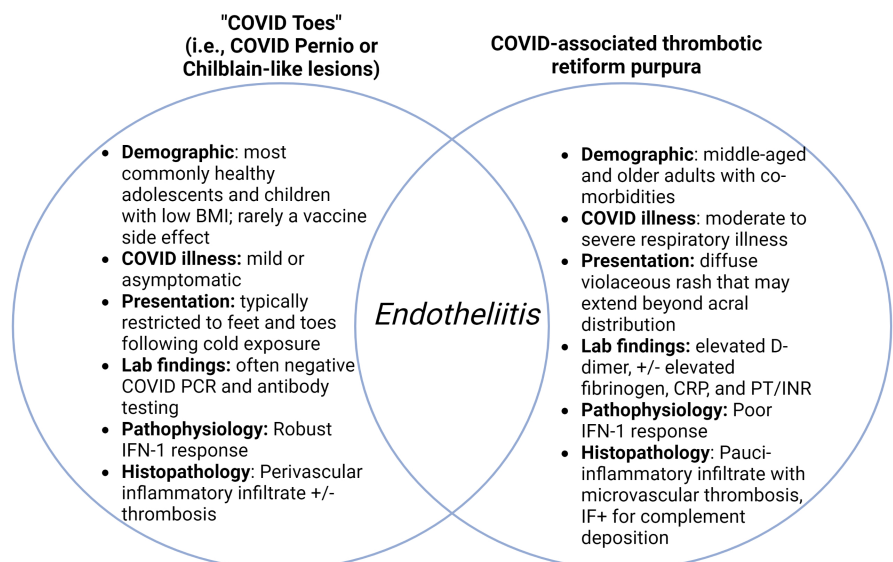 "COVID Toes"
(i.e., COVID Pernio or
Chilblain-like lesions)
• Demographic: most
commonly healthy
adolescents and children
with low BMI; rarely a vaccine
side effect
• COVID illness: mild or
asymptomatic
• Presentation: typically
restricted to feet and toes
following cold exposure
• Lab findings: often negative
COVID PCR and antibody
testing
• Pathophysiology: Robust
IFN-1 response
• Histopathology: Perivascular
inflammatory infiltrate +/-
thrombosis
Endotheliitis
COVID-associated thrombotic
retiform purpura
• Demographic: middle-aged
and older adults with co-
morbidities
• COVID illness: moderate to
severe respiratory illness
• Presentation: diffuse
violaceous rash that may
extend beyond acral
distribution
• Lab findings: elevated D-
dimer, +/- elevated
fibrinogen, CRP, and PT/INR
• Pathophysiology: Poor
IFN-1 response
• Histopathology: Pauci-
inflammatory infiltrate with
microvascular thrombosis,
IF+ for complement
deposition